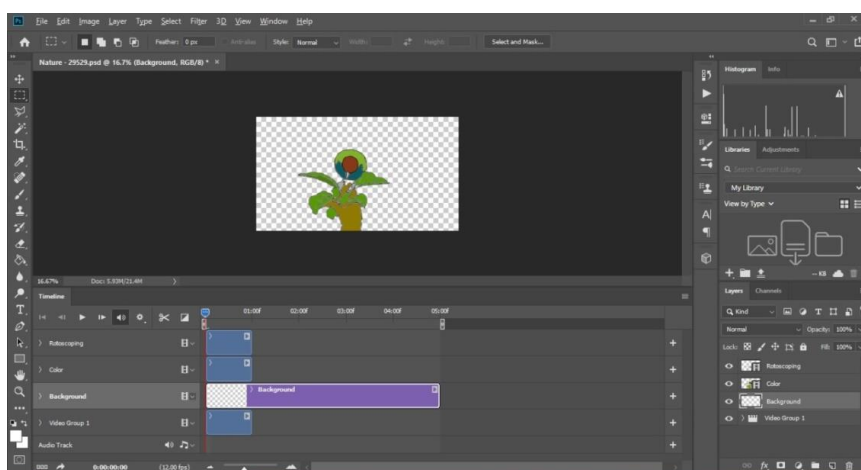 Ps File Edit Image Layer Type Select Filter 3D View Window Help
Feather: 0 px Anti-alias Style: Normal Width: Height: Select and Mask...
Nature - 29529.psd @ 16.7% (Background, RGB/8) * ×
Histogram Info
Libraries Adjustments
Search Current Library
My Library
View by Type
- KB
16.67% Doc: 5.93M/21.4M
Timeline
01:00f 02:00f 03:00f 04:00f 05:00f
Rotoscoping
Color
Background Background
Video Group 1
Audio Track
0:00:00:00 (12.00 fps)
Layers Channels
Kind
Normal Opacity: 100%
Lock: Fill: 100%
Rotoscoping
Color
Background
Video Group 1
fx